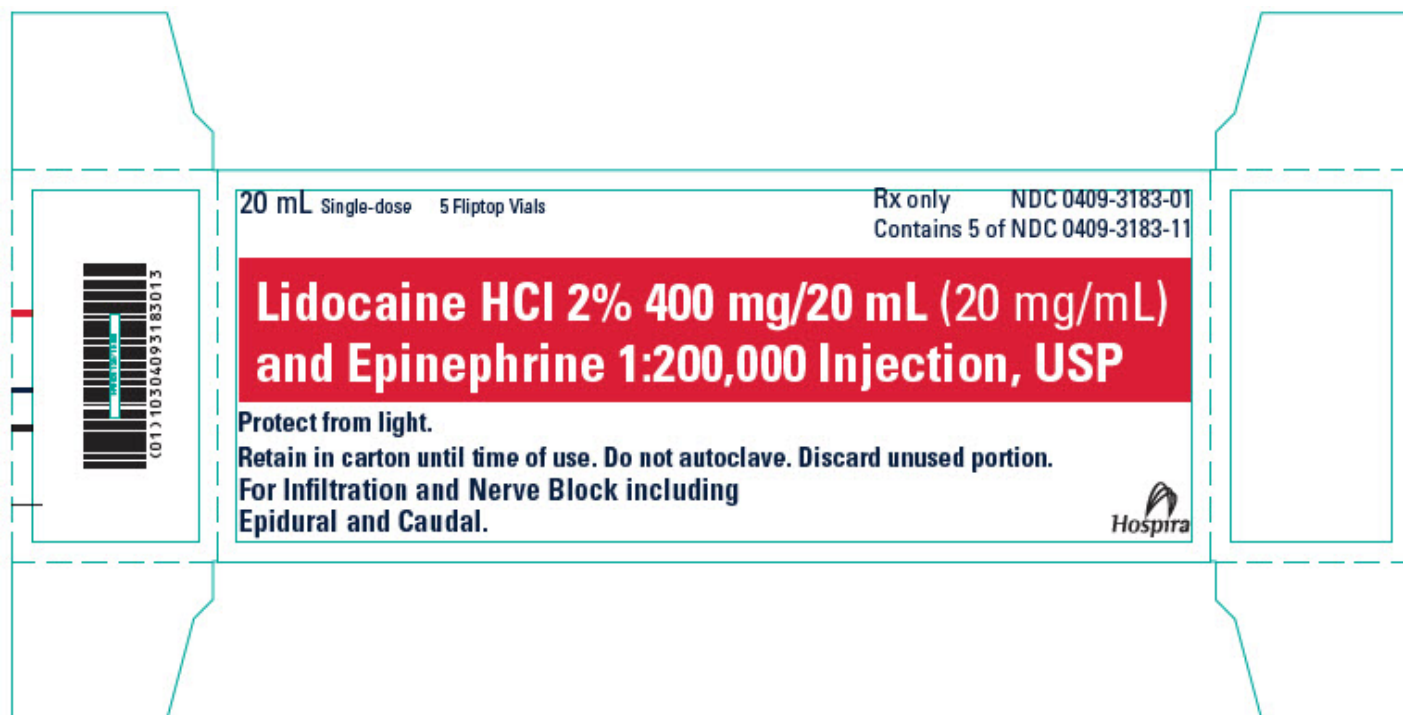 20 mL Single-dose 5 Fliptop Vials
Rx only NDC 0409-3183-01
Contains 5 of NDC 0409-3183-11
Lidocaine HCl 2% 400 mg/20 mL (20 mg/mL)
and Epinephrine 1:200,000 Injection, USP
Protect from light.
Retain in carton until time of use. Do not autoclave. Discard unused portion.
For Infiltration and Nerve Block including
Epidural and Caudal.
Hospira
(01)10304093183013